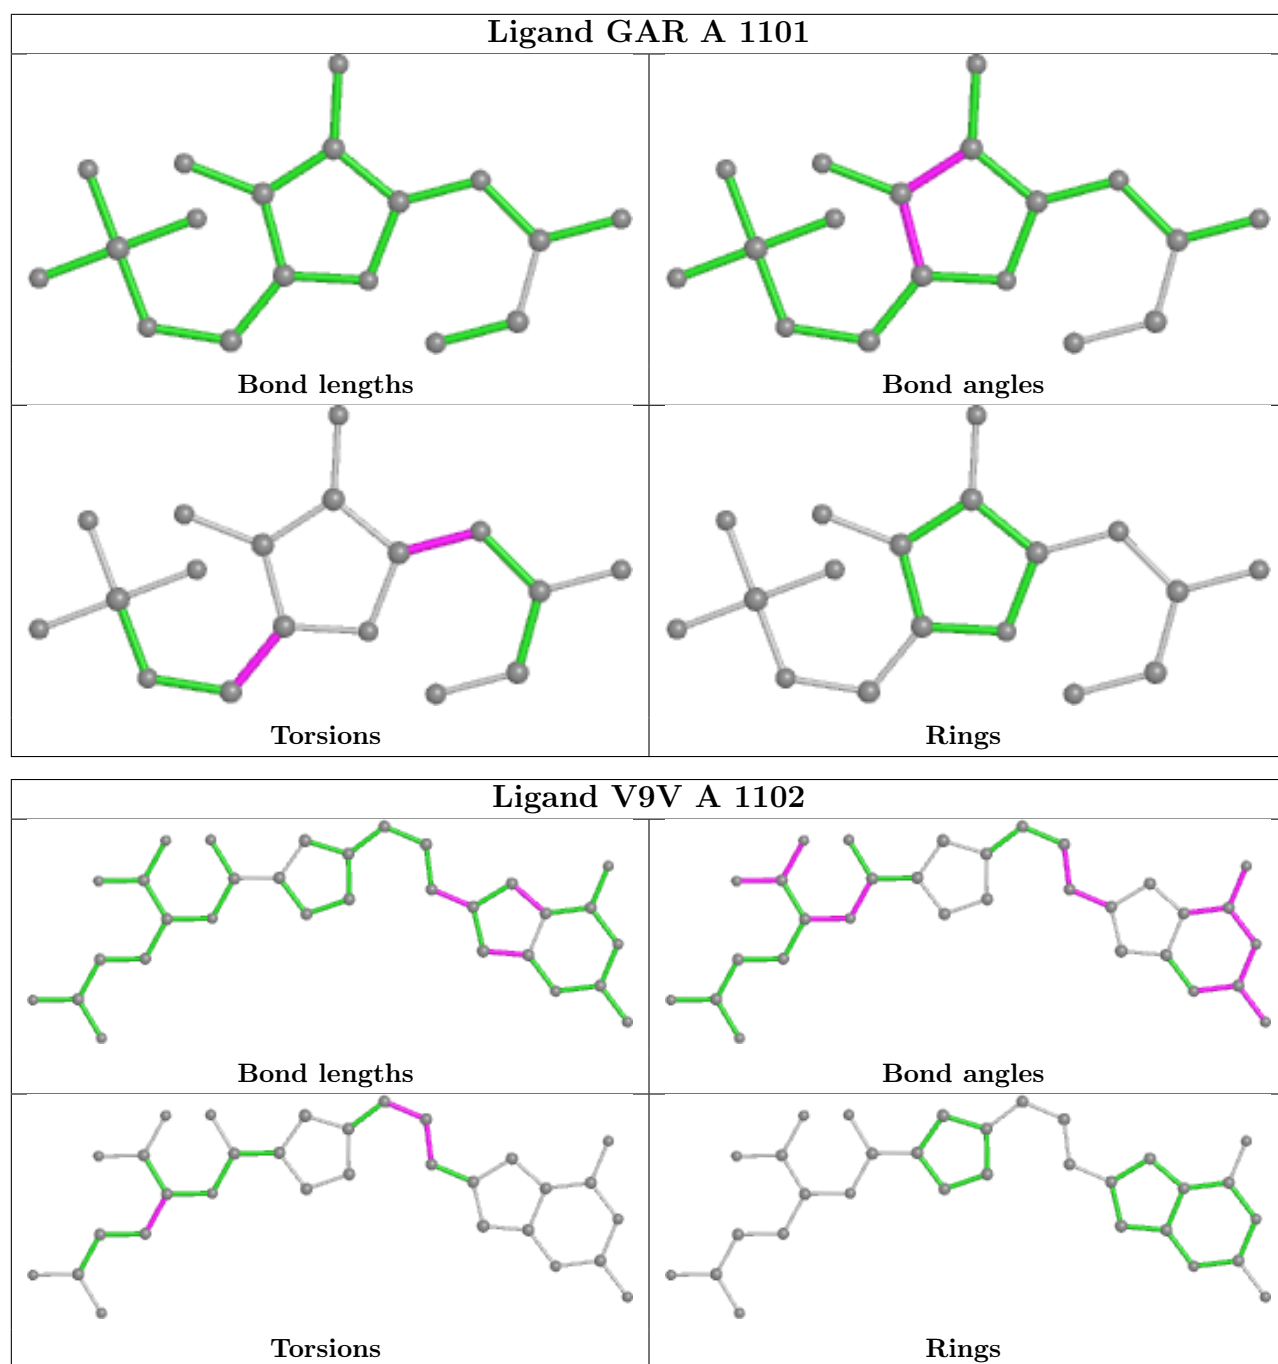 Ligand GAR A 1101
Bond lengths
Bond angles
Torsions
Rings
Ligand V9V A 1102
Bond lengths
Bond angles
Torsions
Rings